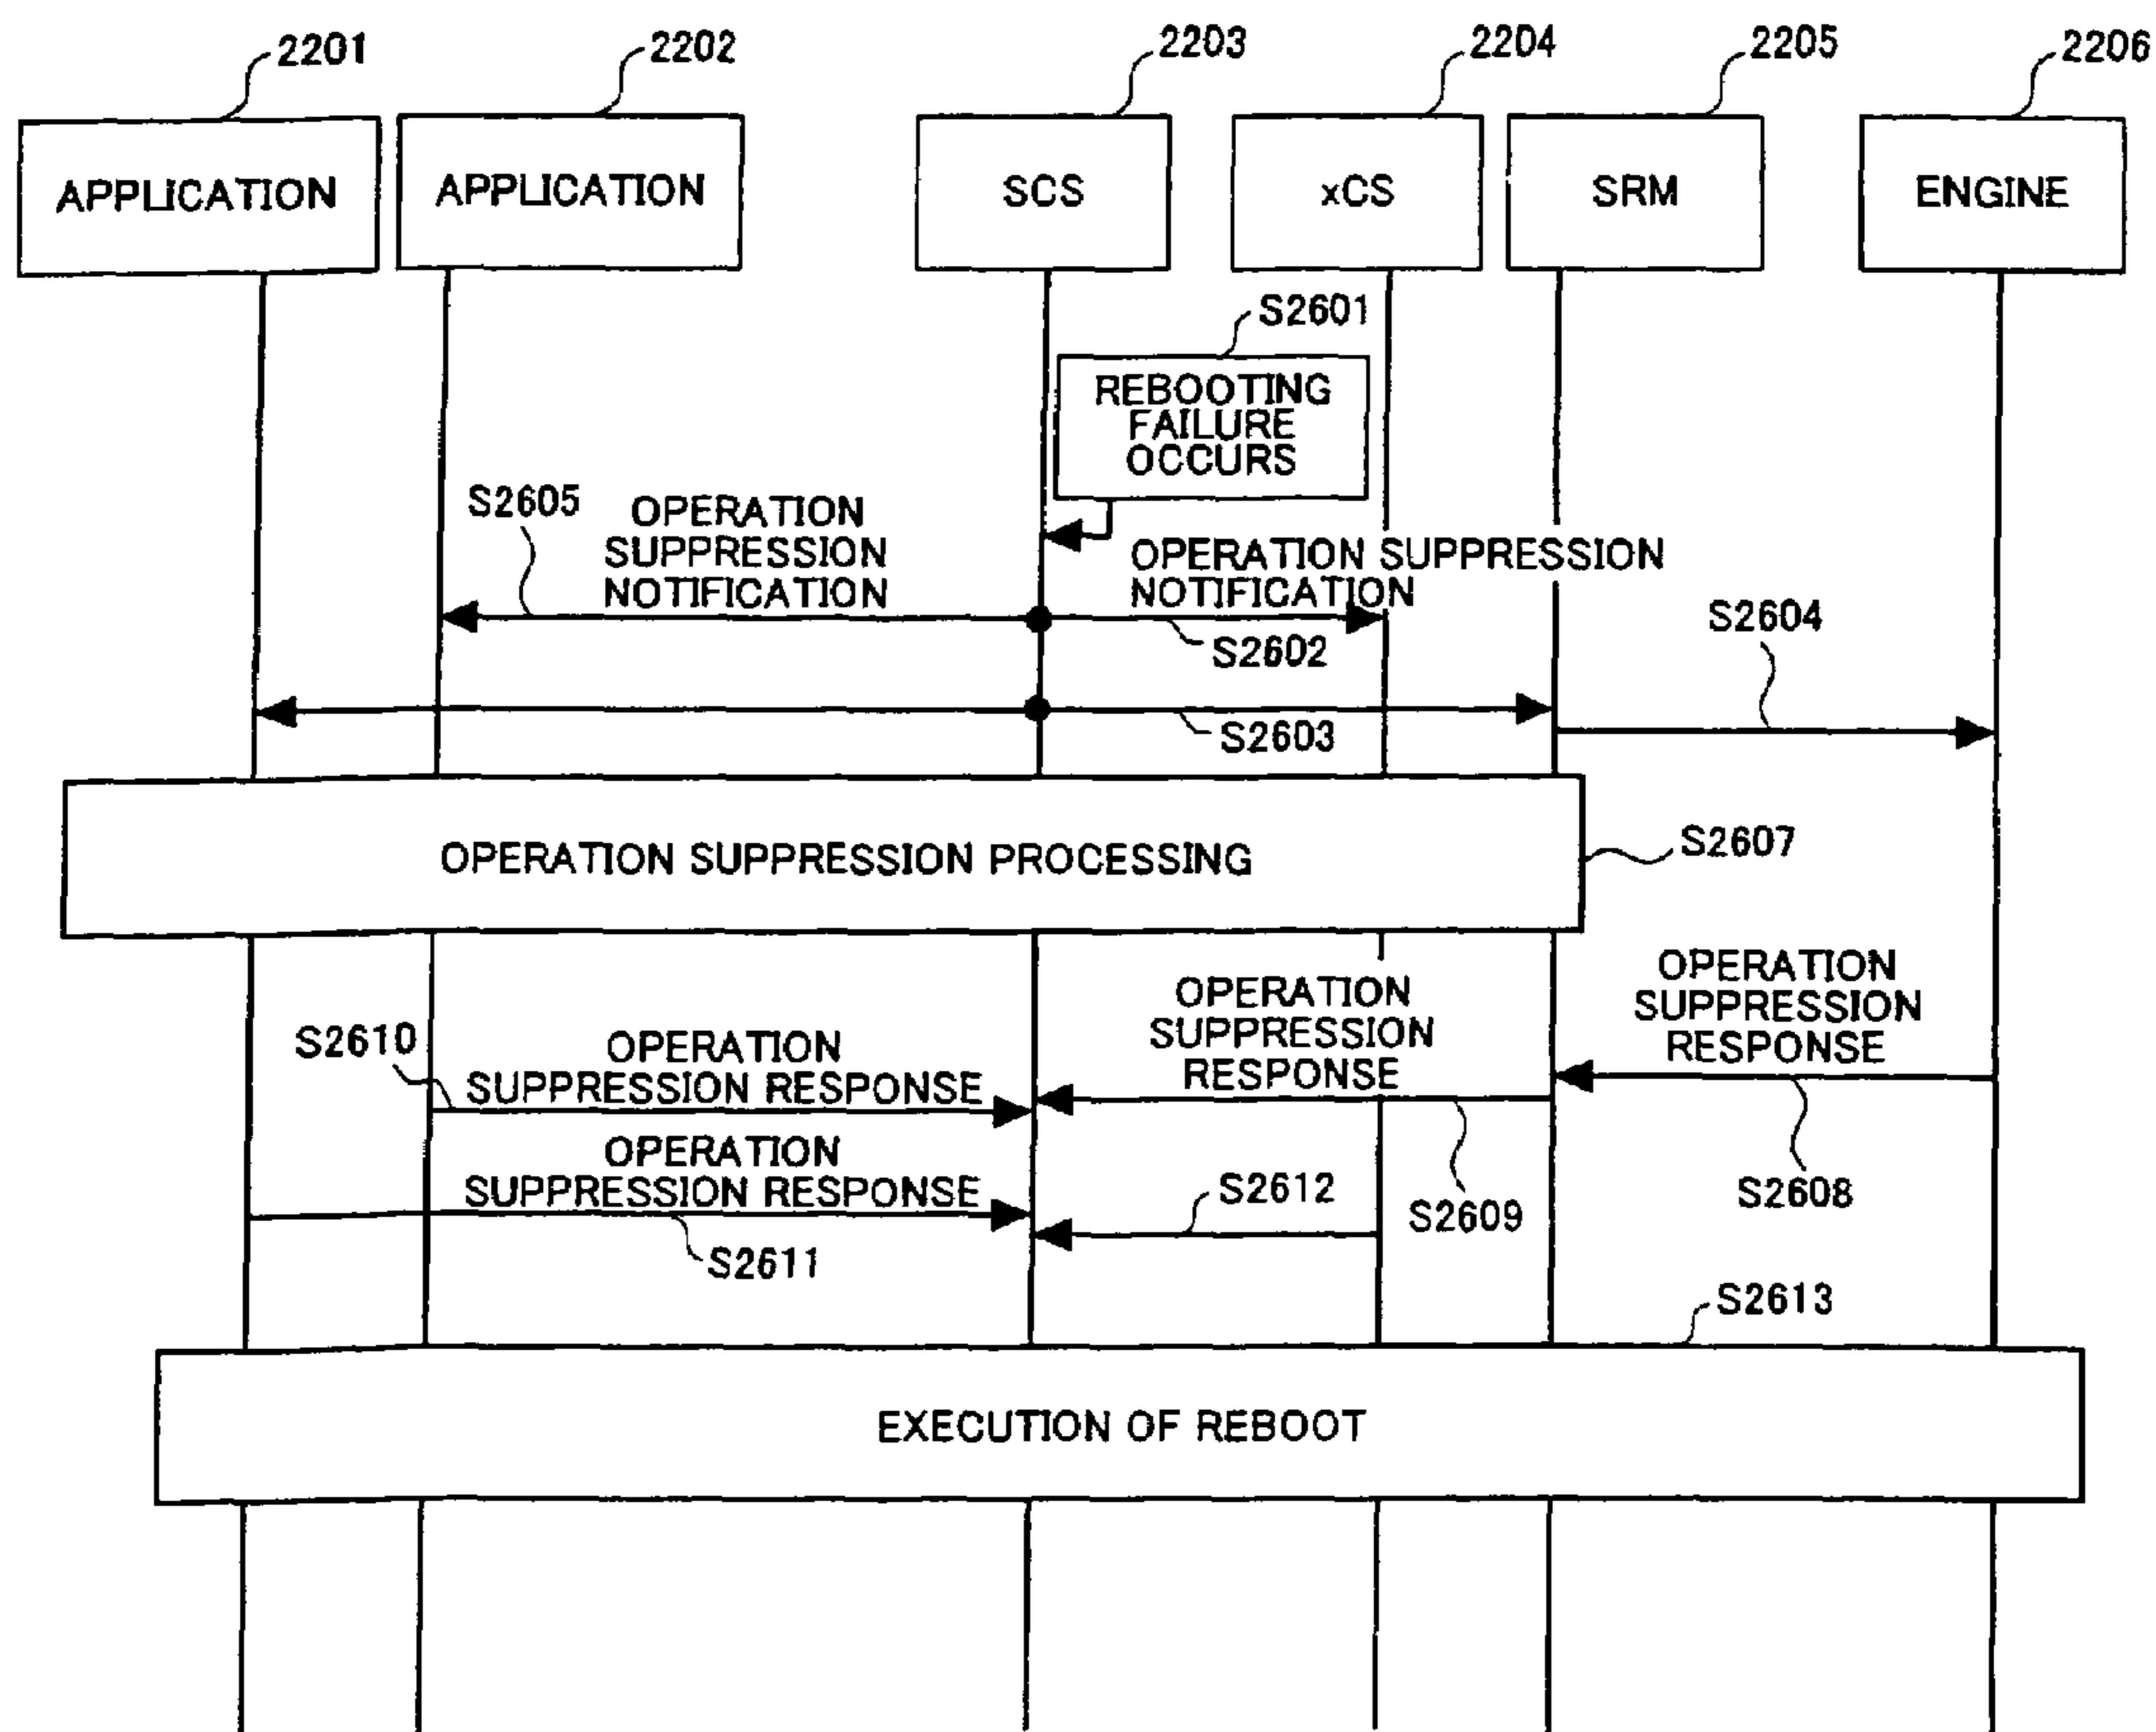 2201
2202
2203
2204
2205
2206
APPLICATION
APPLICATION
SCS
xCS
SRM
ENGINE
S2601
REBOOTING
FAILURE
OCCURS
S2605
OPERATION
SUPPRESSION
NOTIFICATION
OPERATION SUPPRESSION
NOTIFICATION
S2602
S2604
S2603
OPERATION SUPPRESSION PROCESSING
S2607
OPERATION
SUPPRESSION
RESPONSE
OPERATION
SUPPRESSION
RESPONSE
S2610
OPERATION
SUPPRESSION RESPONSE
OPERATION
SUPPRESSION RESPONSE
S2612
S2609
S2608
S2611
S2613
EXECUTION OF REBOOT